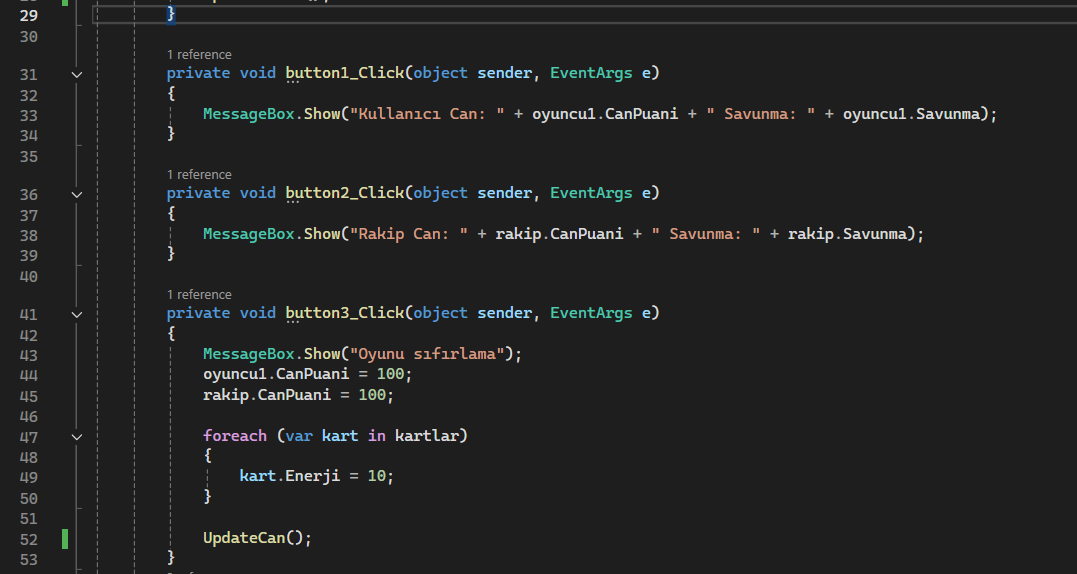 29 }
30
1 reference
31 private void button1_Click(object sender, EventArgs e)
32 {
33 MessageBox.Show("Kullanıcı Can: " + oyuncu1.CanPuani + " Savunma: " + oyuncu1.Savunma);
34 }
35
1 reference
36 private void button2_Click(object sender, EventArgs e)
37 {
38 MessageBox.Show("Rakip Can: " + rakip.CanPuani + " Savunma: " + rakip.Savunma);
39 }
40
1 reference
41 private void button3_Click(object sender, EventArgs e)
42 {
43 MessageBox.Show("Oyunu sıfırlama");
44 oyuncu1.CanPuani = 100;
45 rakip.CanPuani = 100;
46
47 foreach (var kart in kartlar)
48 {
49 kart.Enerji = 10;
50 }
51
52 UpdateCan();
53 }